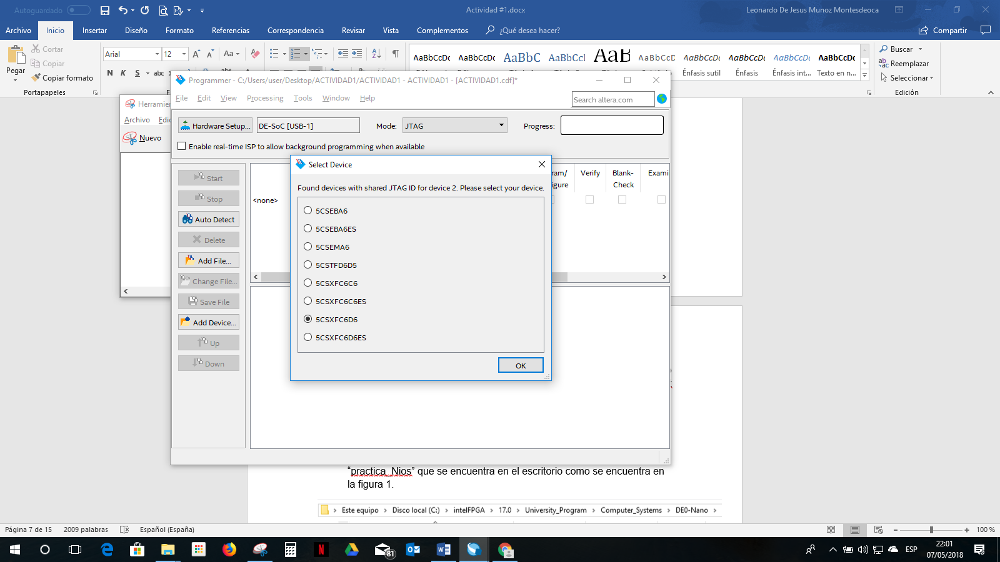 Autoguardado
Actividad #1.docx
Leonardo De Jesus Munoz Montesdeoca
Archivo Inicio Insertar Diseño Formato Referencias Correspondencia Revisar Vista Complementos ¿Qué desea hacer? Compartir
Pegar
Cortar
Copiar
Copiar formato
Portapapeles
Arial 12
Aa
N K S abc
AaBbCcDc AaBbCcDc AaBbC AaBbCcI AaB AaBbCcD AaBbCcDc AaBbCcDc AaBbCcDc AaBbCcDc
Énfasis sutil Énfasis Énfasis int... Texto en n...
Buscar
Reemplazar
Seleccionar
Edición
Herramien
Archivo Edic
Nuevo
Programmer - C:/Users/user/Desktop/ACTIVIDAD1/ACTIVIDAD1 - ACTIVIDAD1 - [ACTIVIDAD1.cdf]*
File Edit View Processing Tools Window Help
Search altera.com
Hardware Setup... DE-SoC [USB-1] Mode: JTAG Progress:
Enable real-time ISP to allow background programming when available
Start
Stop
Auto Detect
Delete
Add File...
Change File...
Save File
Add Device...
Up
Down
ram/ Verify Blank- Exami
igure Check
<none>
Select Device
Found devices with shared JTAG ID for device 2. Please select your device.
5CSEBA6
5CSEBA6ES
5CSEMA6
5CSTFD6D5
5CSXFC6C6
5CSXFC6C6ES
5CSXFC6D6
5CSXFC6D6ES
OK
“practica_Nios” que se encuentra en el escritorio como se encuentra en
la figura 1.
Este equipo > Disco local (C:) > intelFPGA > 17.0 > University_Program > Computer_Systems > DE0-Nano >
Página 7 de 15 2009 palabras Español (España) 100 %
81
ESP
22:01
07/05/2018